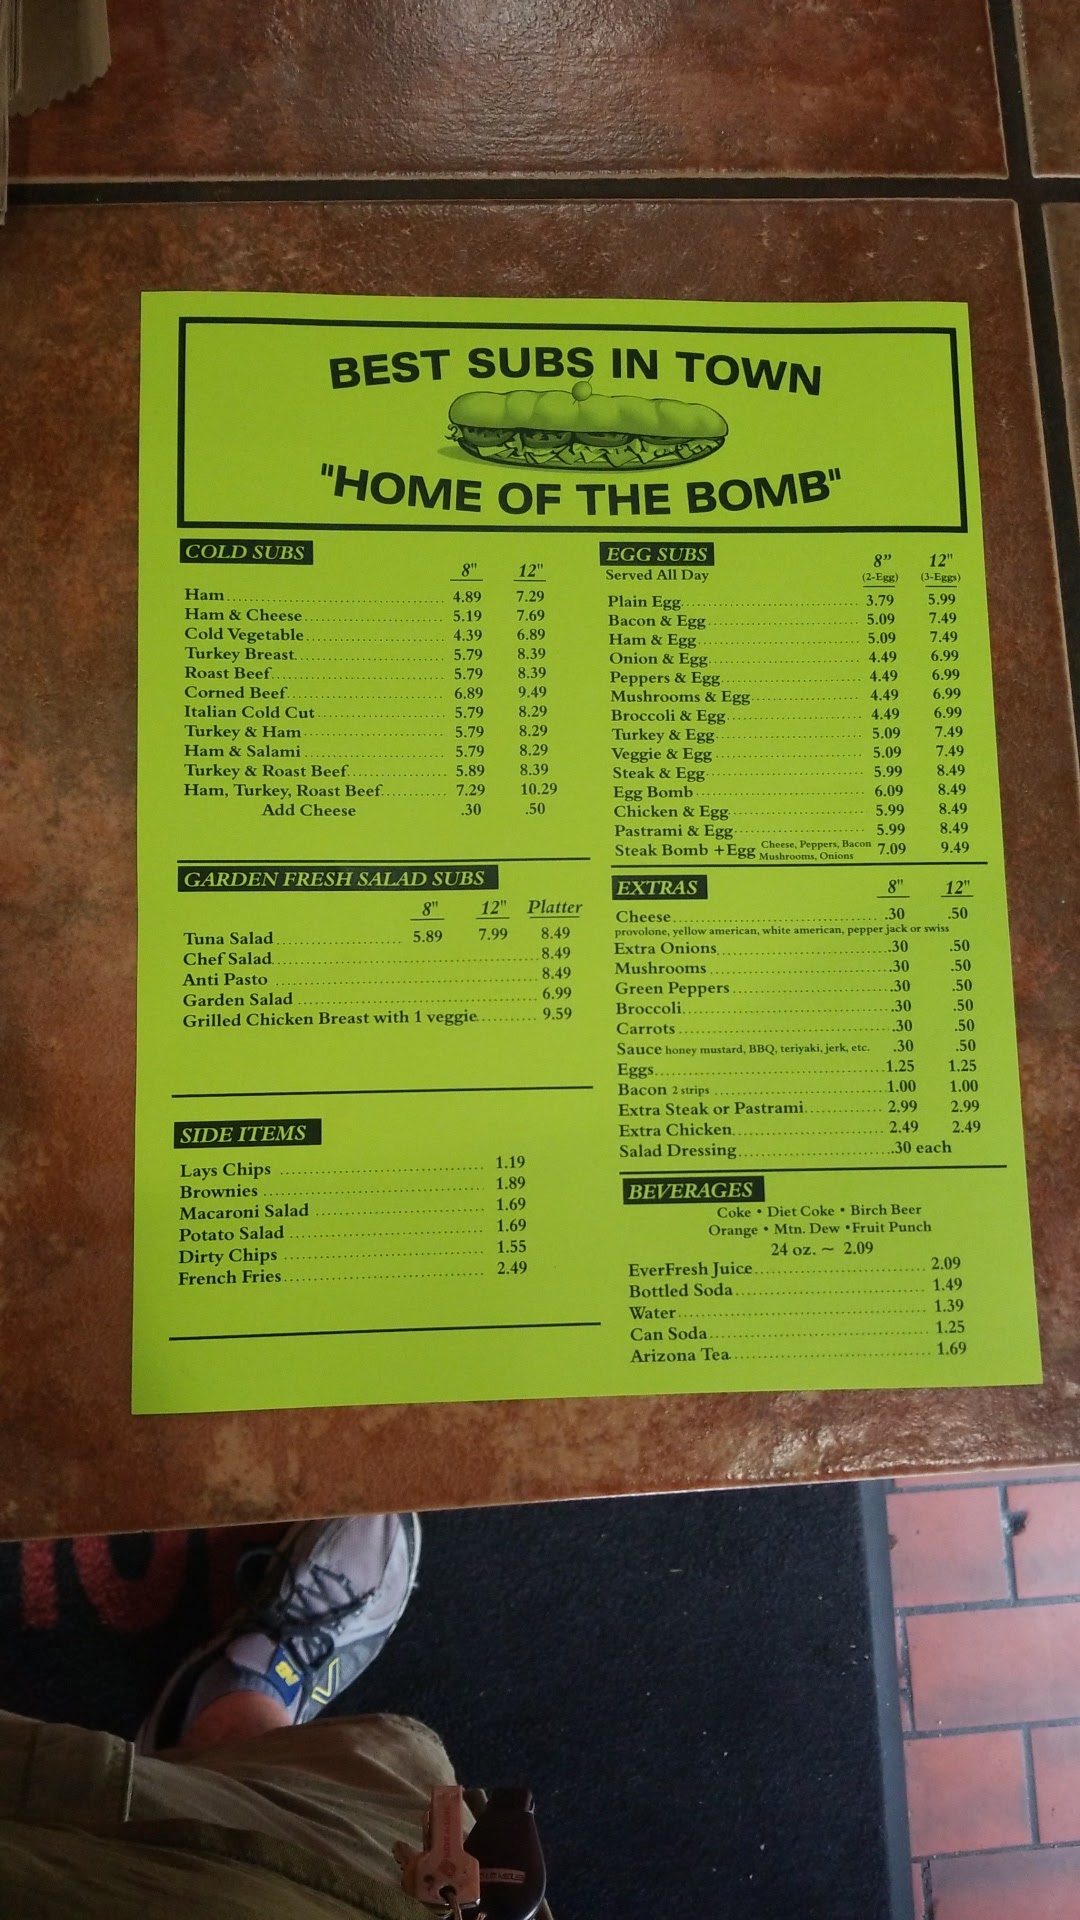 BEST SUBS IN TOWN
"HOME OF THE BOMB"
COLD SUBS
8" 12"
Ham 4.89 7.29
Ham & Cheese 5.19 7.69
Cold Vegetable 4.39 6.89
Turkey Breast 5.79 8.39
Roast Beef 5.79 8.39
Corned Beef 6.89 9.49
Italian Cold Cut 5.79 8.29
Turkey & Ham 5.79 8.29
Ham & Salami 5.79 8.29
Turkey & Roast Beef 5.89 8.39
Ham, Turkey, Roast Beef 7.29 10.29
Add Cheese .30 .50
GARDEN FRESH SALAD SUBS
8" 12" Platter
Tuna Salad 5.89 7.99 8.49
Chef Salad 8.49
Anti Pasto 8.49
Garden Salad 6.99
Grilled Chicken Breast with 1 veggie 9.59
SIDE ITEMS
Lays Chips 1.19
Brownies 1.89
Macaroni Salad 1.69
Potato Salad 1.69
Dirty Chips 1.55
French Fries 2.49
EGG SUBS
8” 12"
Served All Day (2-Egg) (3-Eggs)
Plain Egg 3.79 5.99
Bacon & Egg 5.09 7.49
Ham & Egg 5.09 7.49
Onion & Egg 4.49 6.99
Peppers & Egg 4.49 6.99
Mushrooms & Egg 4.49 6.99
Broccoli & Egg 4.49 6.99
Turkey & Egg 5.09 7.49
Veggie & Egg 5.09 7.49
Steak & Egg 5.99 8.49
Egg Bomb 6.09 8.49
Chicken & Egg 5.99 8.49
Pastrami & Egg 5.99 8.49
Steak Bomb +Egg Cheese, Peppers, Bacon Mushrooms, Onions 7.09 9.49
EXTRAS
8" 12"
Cheese .30 .50
provolone, yellow american, white american, pepper jack or swiss
Extra Onions .30 .50
Mushrooms .30 .50
Green Peppers .30 .50
Broccoli .30 .50
Carrots .30 .50
Sauce honey mustard, BBQ, teriyaki, jerk, etc. .30 .50
Eggs 1.25 1.25
Bacon 2 strips 1.00 1.00
Extra Steak or Pastrami 2.99 2.99
Extra Chicken 2.49 2.49
Salad Dressing .30 each
BEVERAGES
Coke • Diet Coke • Birch Beer
Orange • Mtn. Dew •Fruit Punch
24 oz. ~ 2.09
EverFresh Juice 2.09
Bottled Soda 1.49
Water 1.39
Can Soda 1.25
Arizona Tea 1.69